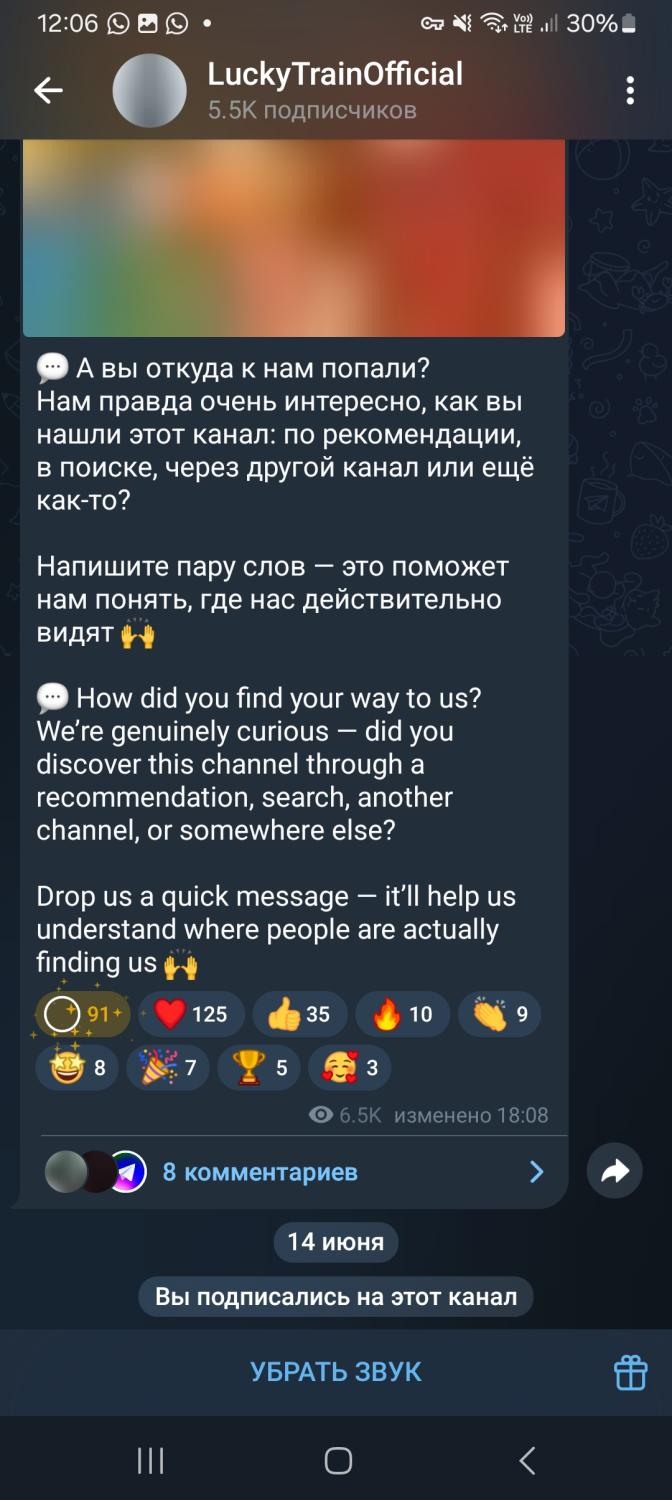 12:06
Vo)) LTE 30%
LuckyTrainOfficial
5.5K подписчиков
💬 А вы откуда к нам попали?
Нам правда очень интересно, как вы
нашли этот канал: по рекомендации,
в поиске, через другой канал или ещё
как-то?
Напишите пару слов — это поможет
нам понять, где нас действительно
видят 🙌
💬 How did you find your way to us?
We’re genuinely curious — did you
discover this channel through a
recommendation, search, another
channel, or somewhere else?
Drop us a quick message — it’ll help us
understand where people are actually
finding us 🙌
91 ❤️ 125 👍 35 🔥 10 👏 9
🤩 8 🎉 7 🏆 5 🥰 3
6.5K изменено 18:08
8 комментариев
14 июня
Вы подписались на этот канал
УБРАТЬ ЗВУК